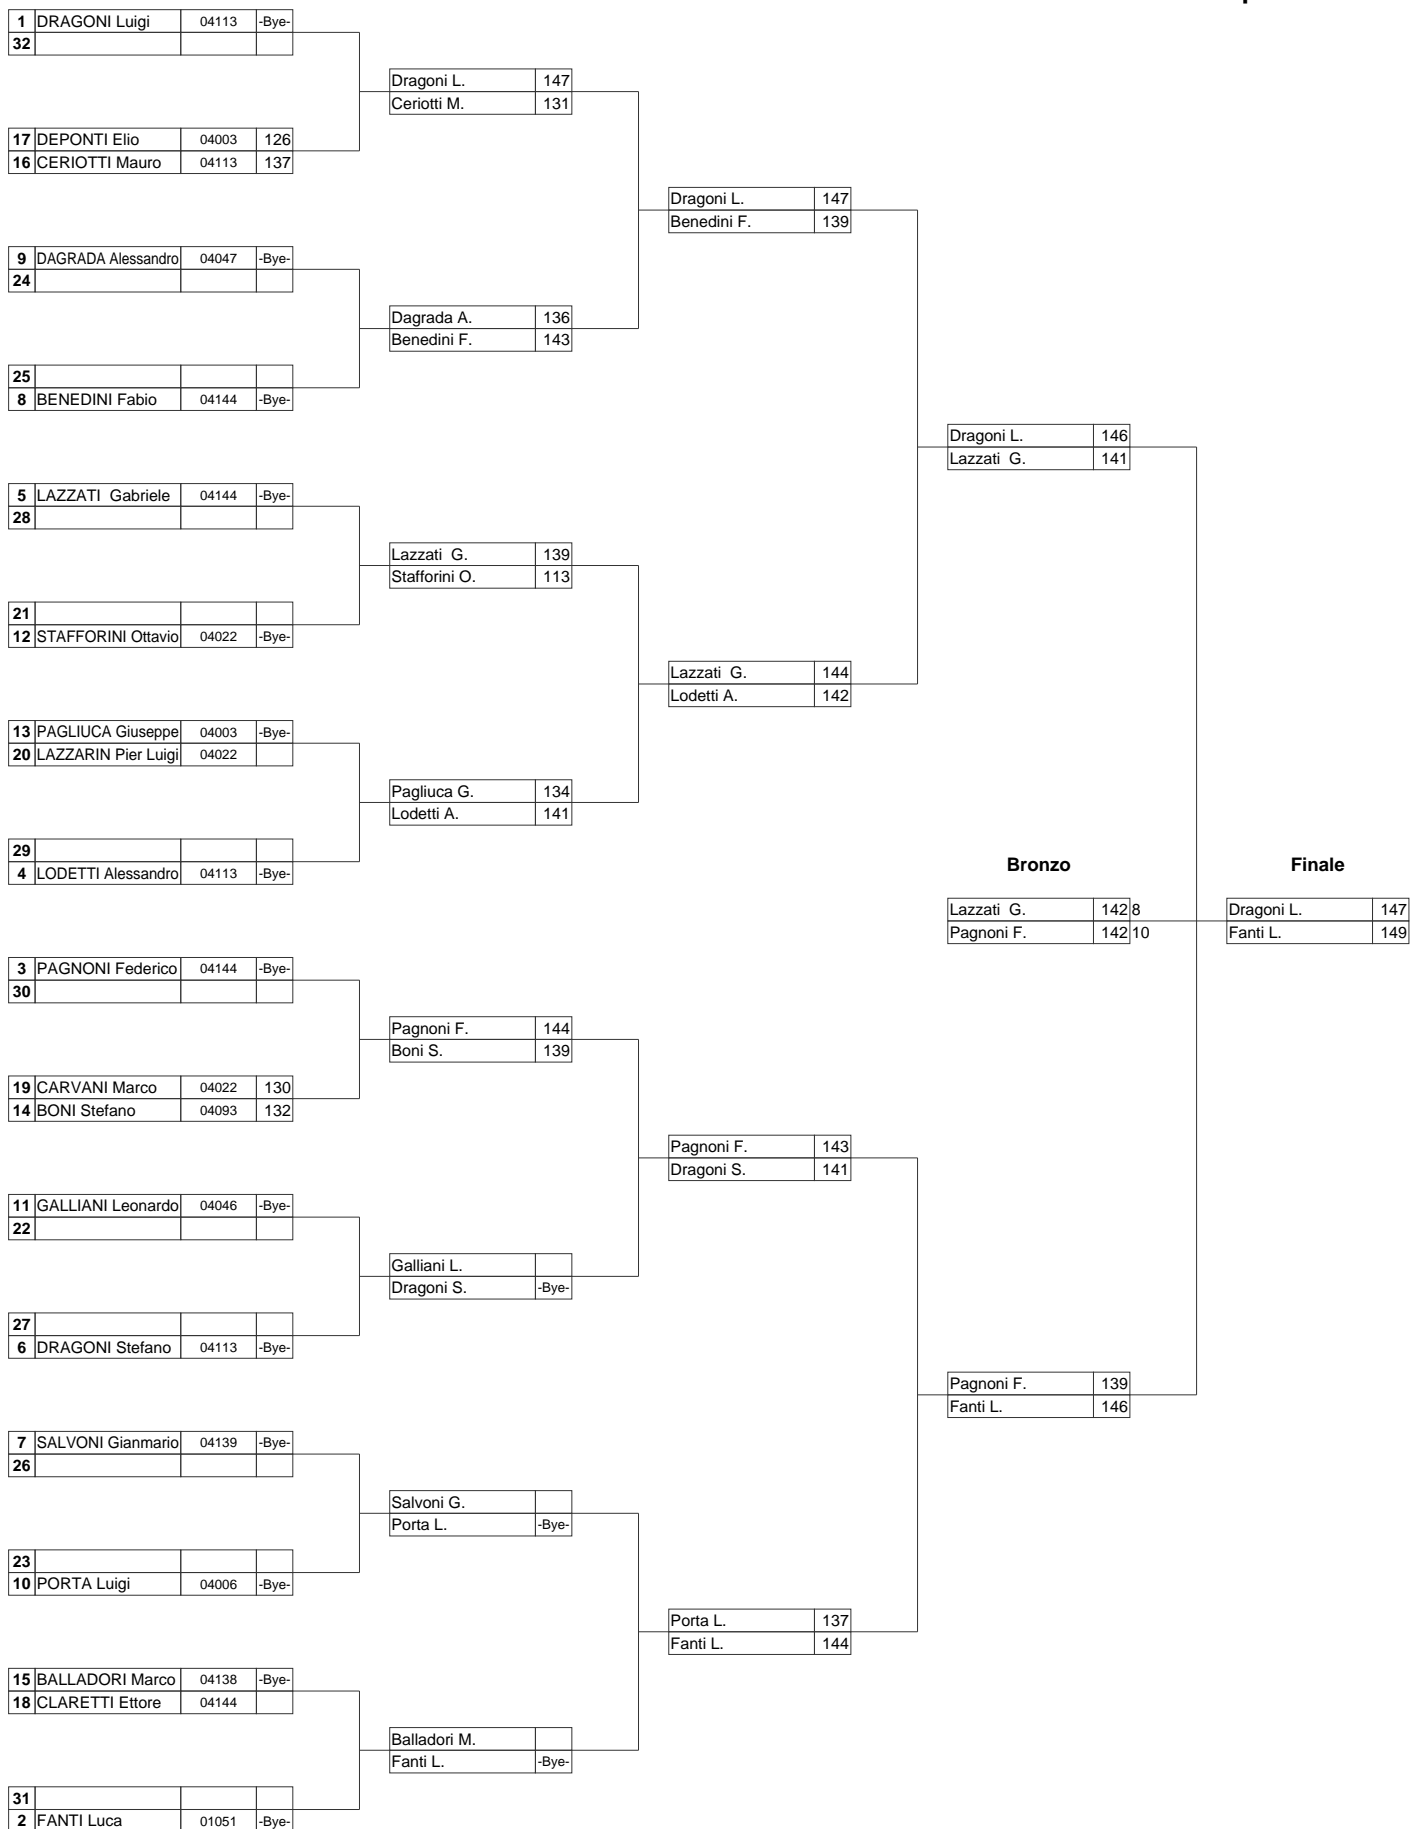 1 DRAGONI Luigi 04113 -Bye-
32
Dragoni L. 147
Ceriotti M. 131
17 DEPONTI Elio 04003 126
16 CERIOTTI Mauro 04113 137
Dragoni L. 147
Benedini F. 139
9 DAGRADA Alessandro 04047 -Bye-
24
Dagrada A. 136
Benedini F. 143
25
8 BENEDINI Fabio 04144 -Bye-
Dragoni L. 146
Lazzati G. 141
5 LAZZATI Gabriele 04144 -Bye-
28
Lazzati G. 139
Stafforini O. 113
21
12 STAFFORINI Ottavio 04022 -Bye-
Lazzati G. 144
Lodetti A. 142
13 PAGLIUCA Giuseppe 04003 -Bye-
20 LAZZARIN Pier Luigi 04022
Pagliuca G. 134
Lodetti A. 141
29
4 LODETTI Alessandro 04113 -Bye-
Bronzo Finale
Lazzati G. 142 8 Dragoni L. 147
Pagnoni F. 142 10 Fanti L. 149
3 PAGNONI Federico 04144 -Bye-
30
Pagnoni F. 144
Boni S. 139
19 CARVANI Marco 04022 130
14 BONI Stefano 04093 132
Pagnoni F. 143
Dragoni S. 141
11 GALLIANI Leonardo 04046 -Bye-
22
Galliani L.
Dragoni S. -Bye-
27
6 DRAGONI Stefano 04113 -Bye-
Pagnoni F. 139
Fanti L. 146
7 SALVONI Gianmario 04139 -Bye-
26
Salvoni G.
Porta L. -Bye-
23
10 PORTA Luigi 04006 -Bye-
Porta L. 137
Fanti L. 144
15 BALLADORI Marco 04138 -Bye-
18 CLARETTI Ettore 04144
Balladori M.
Fanti L. -Bye-
31
2 FANTI Luca 01051 -Bye-